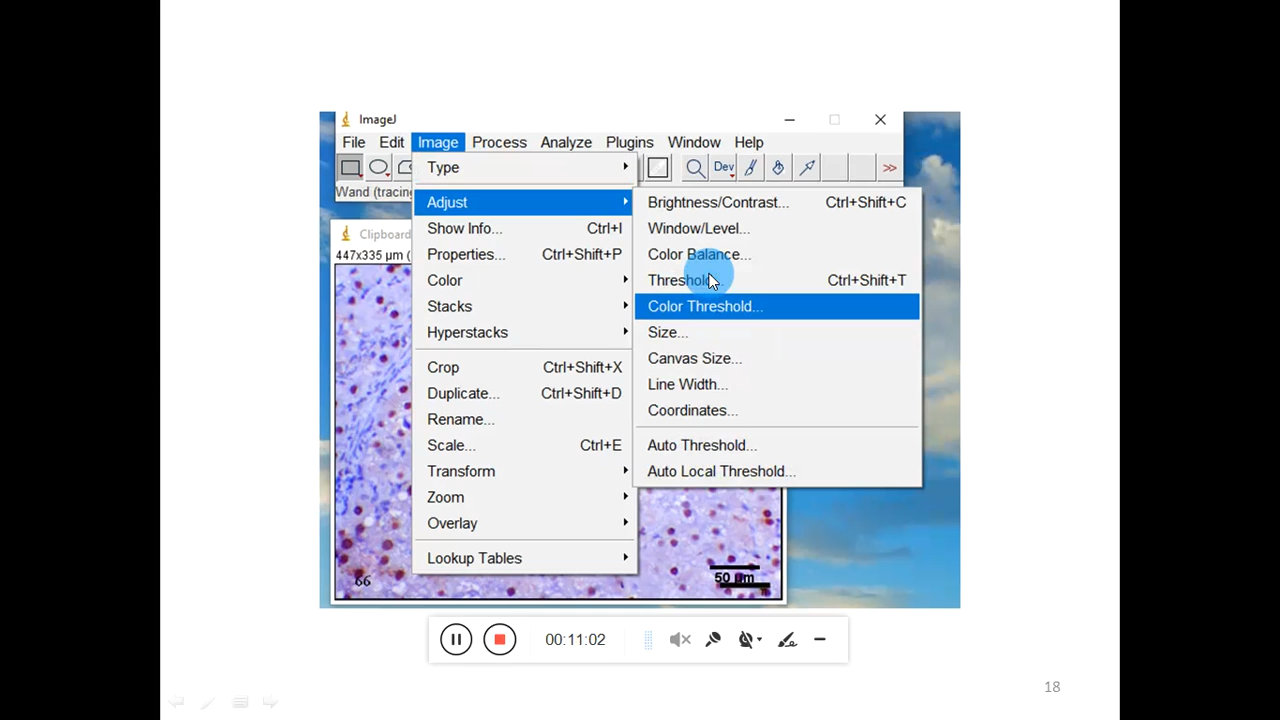 ImageJ
File Edit Image Process Analyze Plugins Window Help
Dev >>
Wand (tracing
Type
Adjust
Show Info... Ctrl+I
Properties... Ctrl+Shift+P
Color
Stacks
Hyperstacks
Crop Ctrl+Shift+X
Duplicate... Ctrl+Shift+D
Rename...
Scale... Ctrl+E
Transform
Zoom
Overlay
Lookup Tables
Brightness/Contrast... Ctrl+Shift+C
Window/Level...
Color Balance...
Threshold... Ctrl+Shift+T
Color Threshold...
Size...
Canvas Size...
Line Width...
Coordinates...
Auto Threshold...
Auto Local Threshold...
Clipboard
447x335 µm (
66
50 µm
00:11:02
18